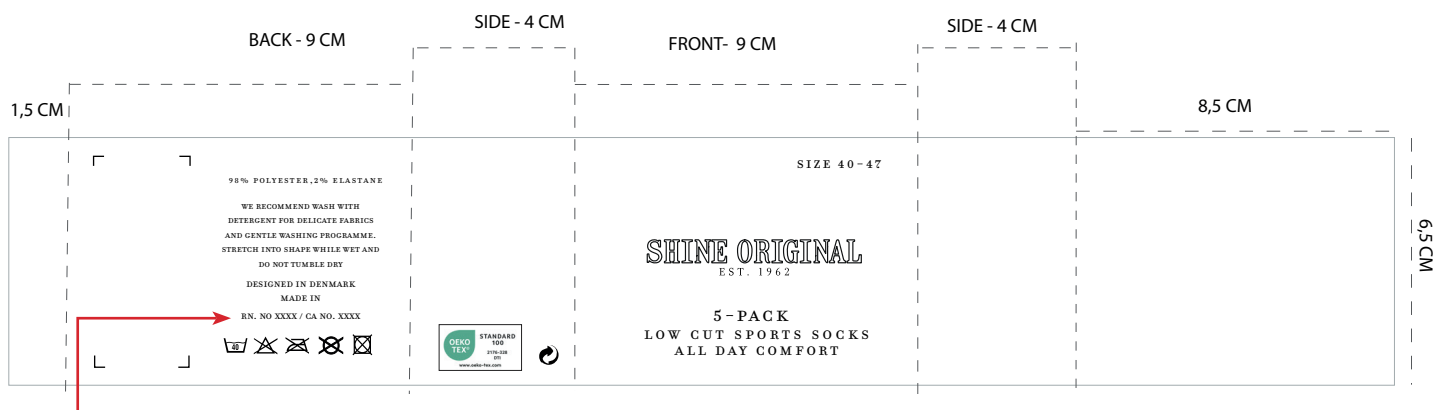 SIDE - 4 CM
SIDE - 4 CM
BACK - 9 CM
FRONT- 9 CM
1,5 CM
8,5 CM
6,5 CM
98% POLYESTER,2% ELASTANE
WE RECOMMEND WASH WITH
DETERGENT FOR DELICATE FABRICS
AND GENTLE WASHING PROGRAMME.
STRETCH INTO SHAPE WHILE WET AND
DO NOT TUMBLE DRY
DESIGNED IN DENMARK
MADE IN
RN. NO XXXX / CA NO. XXXX
40
OEKO
TEX®
STANDARD
100
2176-328
DTI
www.oeko-tex.com
SIZE 40-47
SHINE ORIGINAL
EST. 1962
5-PACK
LOW CUT SPORTS SOCKS
ALL DAY COMFORT